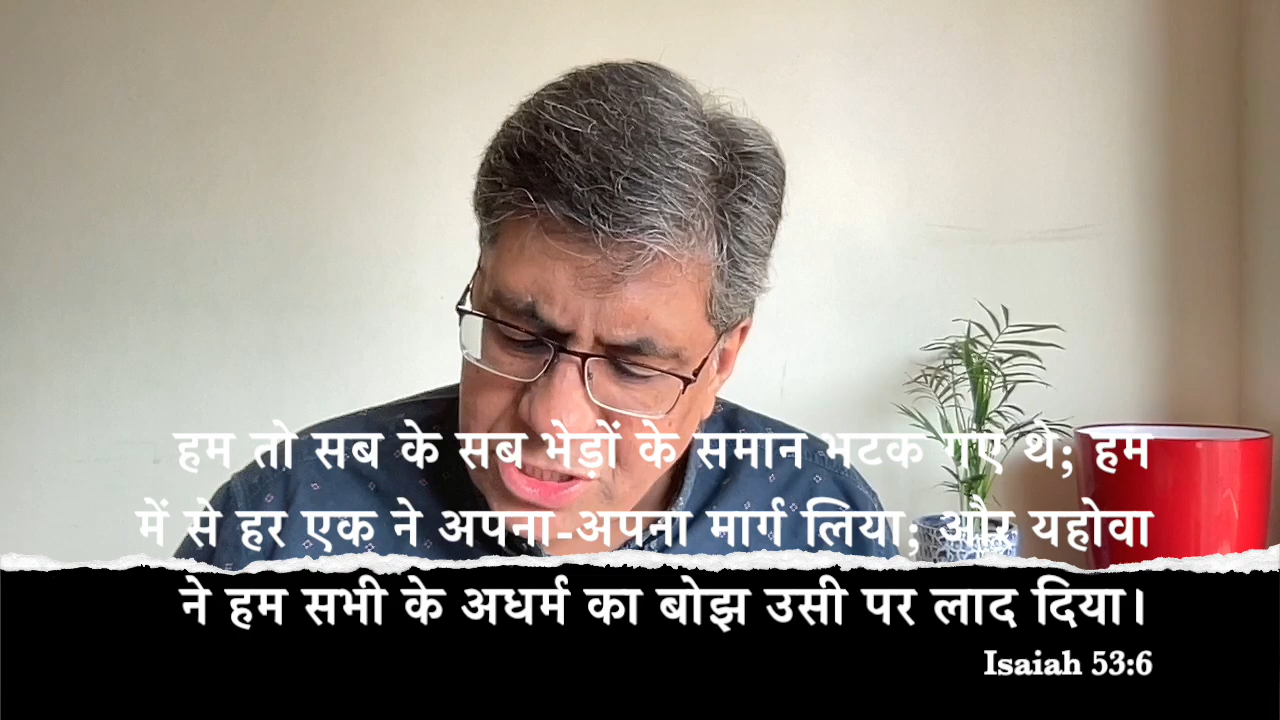 हम तो सब के सब भेड़ों के समान भटक गए थे; हम
में से हर एक ने अपना-अपना मार्ग लिया; और यहोवा
ने हम सभी के अधर्म का बोझ उसी पर लाद दिया।
Isaiah 53:6